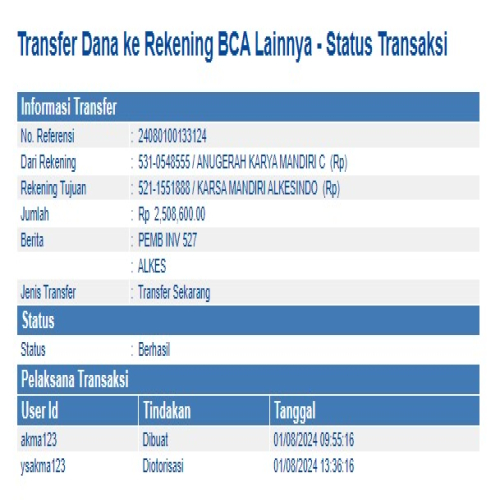 Transfer Dana ke Rekening BCA Lainnya - Status Transaksi
Informasi Transfer
No. Referensi : 24080100133124
Dari Rekening : 531-0548555 / ANUGERAH KARYA MANDIRI C (Rp)
Rekening Tujuan : 521-1551888 / KARSA MANDIRI ALKESINDO (Rp)
Jumlah : Rp 2,508,600.00
Berita : PEMB INV 527
: ALKES
Jenis Transfer : Transfer Sekarang
Status
Status : Berhasil
Pelaksana Transaksi
User Id Tindakan Tanggal
akma123 Dibuat 01/08/2024 09:55:16
ysakma123 Diotorisasi 01/08/2024 13:36:16